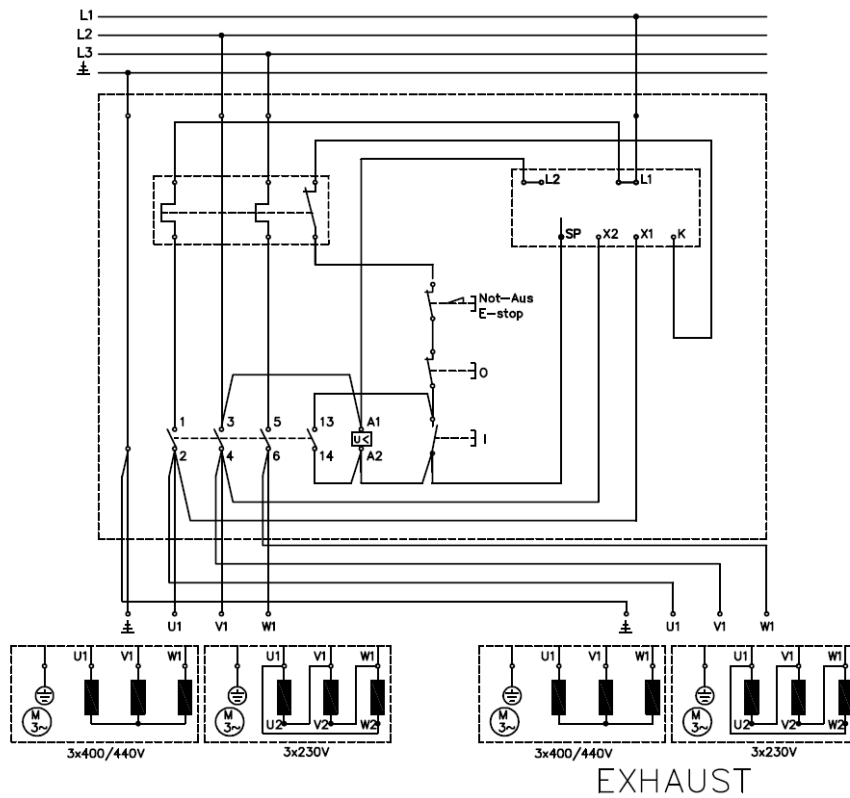 L1
L2
L3
L2 L1
SP X2 X1 K
Not-Aus
E-stop
O
1 3 5 13 A1
U<
I
2 4 6 14 A2
U1 V1 W1 U1 V1 W1
U1 V1 W1 U1 V1 W1 U1 V1 W1 U1 V1 W1
M
3~
M
3~
U2 V2 W2
M
3~
M
3~
U2 V2 W2
3x400/440V 3x230V 3x400/440V 3x230V
EXHAUST